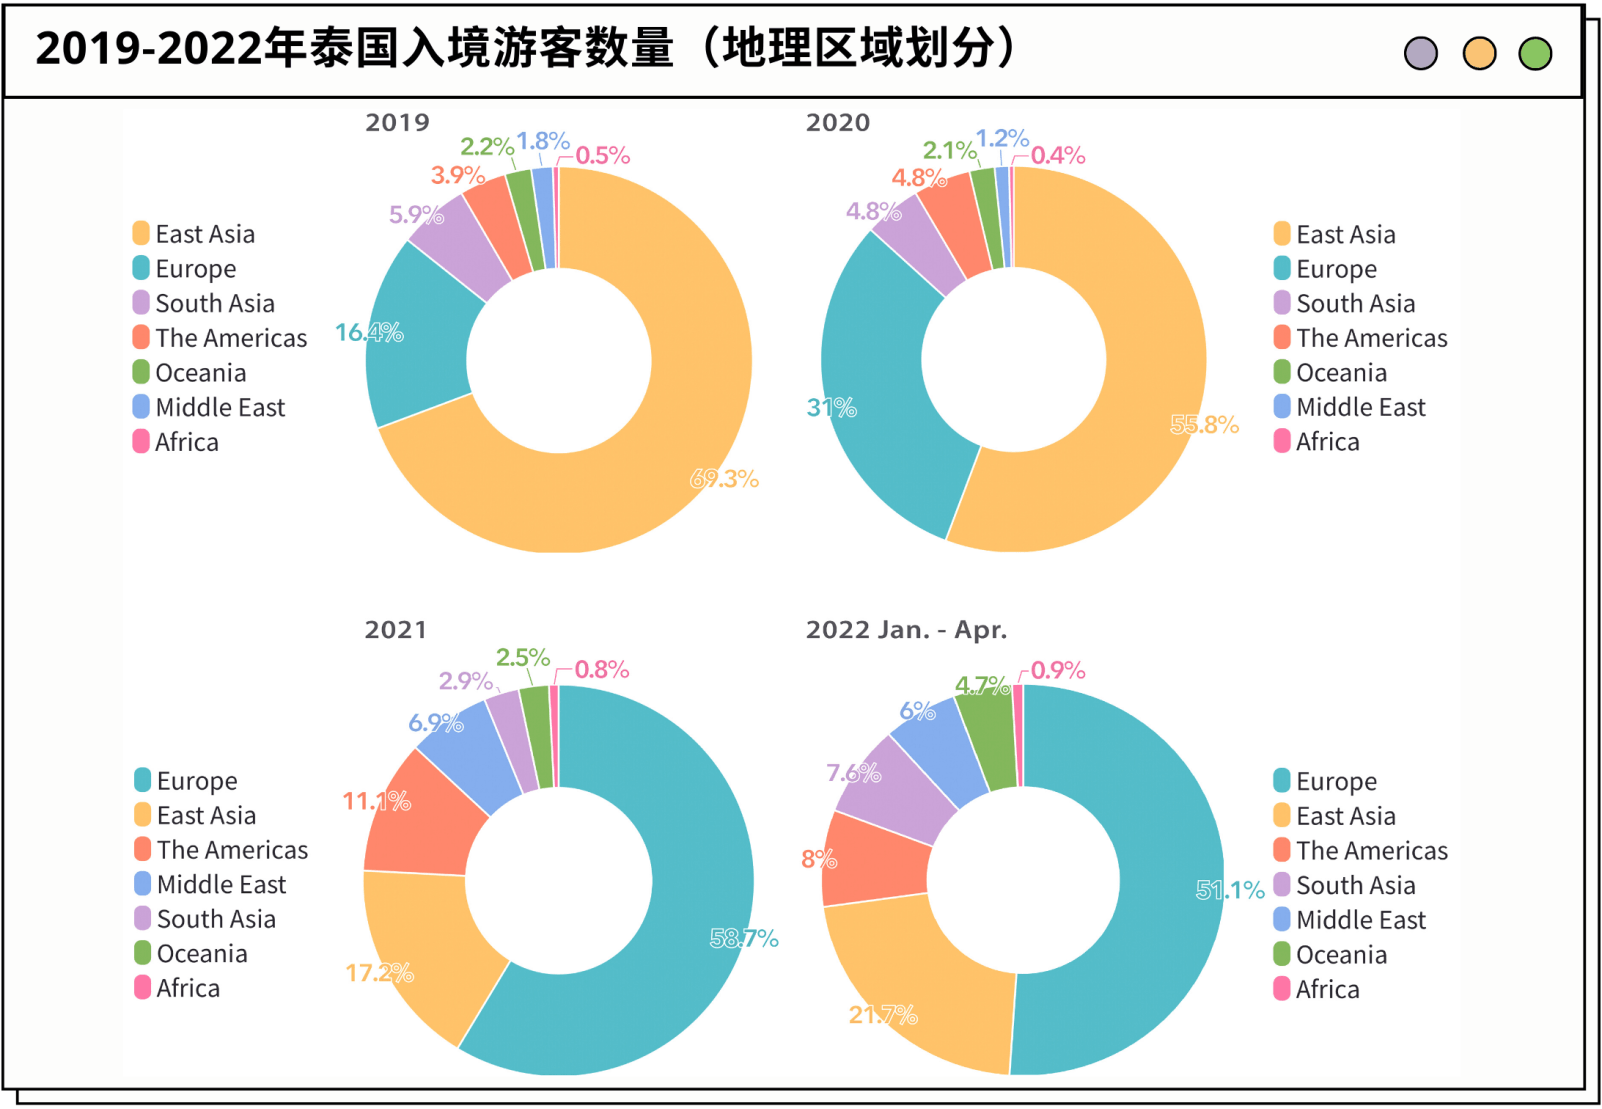 2019-2022年泰国入境游客数量（地理区域划分）
2019
2.2%
1.8%
0.5%
3.9%
5.9%
16.4%
69.3%
East Asia
Europe
South Asia
The Americas
Oceania
Middle East
Africa
2020
2.1%
1.2%
0.4%
4.8%
4.8%
31%
55.8%
East Asia
Europe
South Asia
The Americas
Oceania
Middle East
Africa
2021
2.5%
0.8%
2.9%
6.9%
11.1%
17.2%
58.7%
Europe
East Asia
The Americas
Middle East
South Asia
Oceania
Africa
2022 Jan. - Apr.
4.7%
0.9%
6%
7.6%
8%
21.7%
51.1%
Europe
East Asia
The Americas
South Asia
Middle East
Oceania
Africa